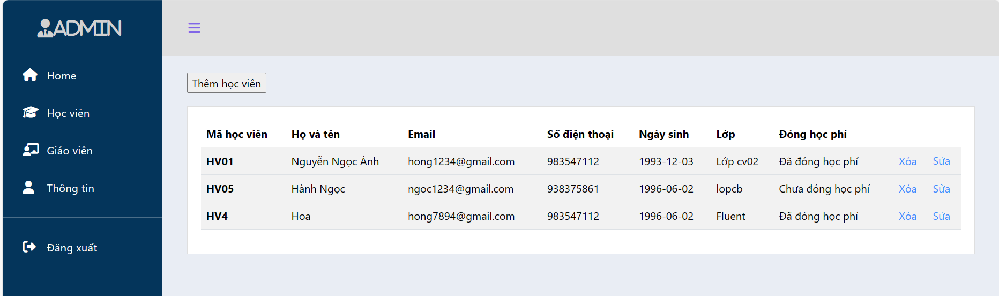 ADMIN
Home
Học viên
Giáo viên
Thông tin
Đăng xuất
Thêm học viên
Mã học viên Họ và tên Email Số điện thoại Ngày sinh Lớp Đóng học phí
HV01 Nguyễn Ngọc Ánh hong1234@gmail.com 983547112 1993-12-03 Lớp cv02 Đã đóng học phí Xóa Sửa
HV05 Hành Ngọc ngoc1234@gmail.com 938375861 1996-06-02 lopcb Chưa đóng học phí Xóa Sửa
HV4 Hoa hong7894@gmail.com 983547112 1996-06-02 Fluent Đã đóng học phí Xóa Sửa